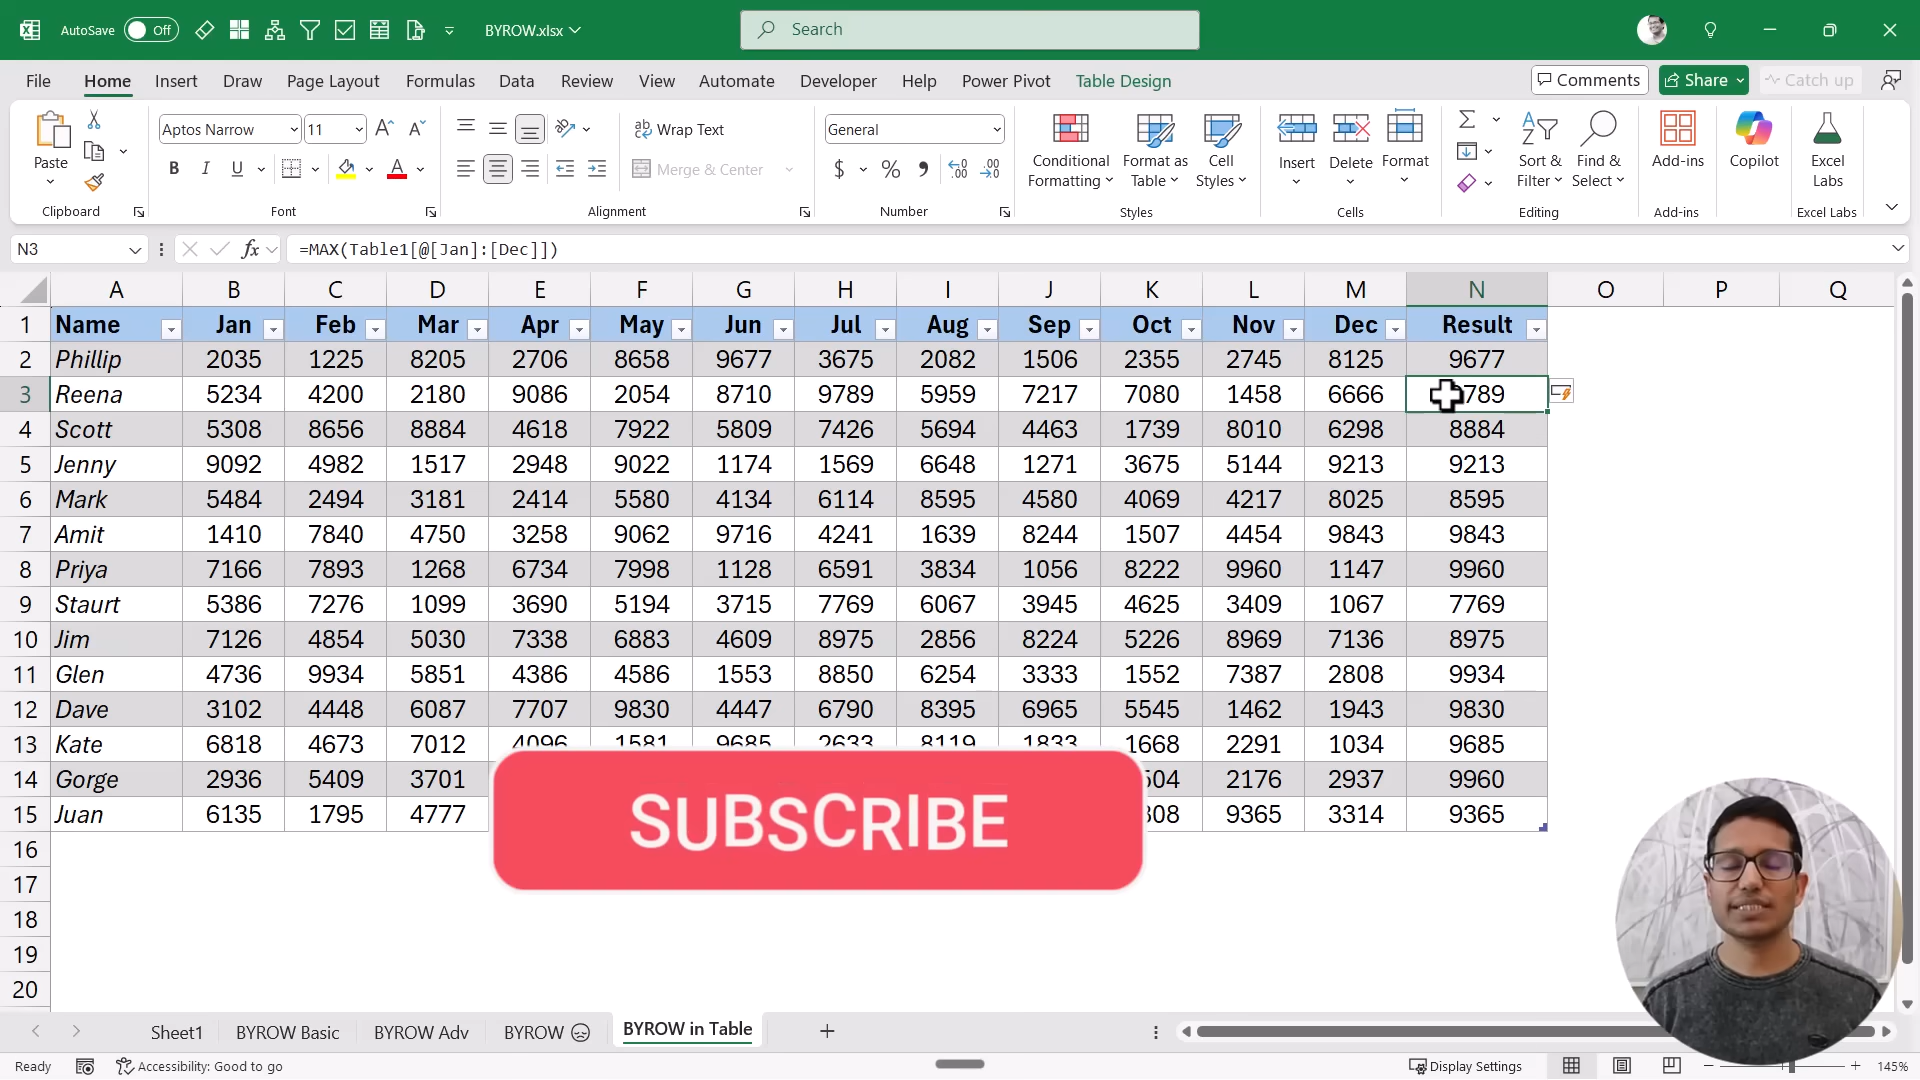 AutoSave Off BYROW.xlsx Search
File Home Insert Draw Page Layout Formulas Data Review View Automate Developer Help Power Pivot Table Design Comments Share Catch up
Paste
Clipboard
Aptos Narrow 11
B I U
Font
Wrap Text
Merge & Center
Alignment
General
$ % 9
Number
Conditional Formatting
Format as Table
Cell Styles
Styles
Insert Delete Format
Cells
Sort & Filter
Find & Select
Editing
Add-ins
Add-ins
Copilot
Excel Labs
Excel Labs
N3 fx =MAX(Table1[@[Jan]:[Dec]])
A B C D E F G H I J K L M N O P Q
1 Name Jan Feb Mar Apr May Jun Jul Aug Sep Oct Nov Dec Result
2 Phillip 2035 1225 8205 2706 8658 9677 3675 2082 1506 2355 2745 8125 9677
3 Reena 5234 4200 2180 9086 2054 8710 9789 5959 7217 7080 1458 6666 789
4 Scott 5308 8656 8884 4618 7922 5809 7426 5694 4463 1739 8010 6298 8884
5 Jenny 9092 4982 1517 2948 9022 1174 1569 6648 1271 3675 5144 9213 9213
6 Mark 5484 2494 3181 2414 5580 4134 6114 8595 4580 4069 4217 8025 8595
7 Amit 1410 7840 4750 3258 9062 9716 4241 1639 8244 1507 4454 9843 9843
8 Priya 7166 7893 1268 6734 7998 1128 6591 3834 1056 8222 9960 1147 9960
9 Staurt 5386 7276 1099 3690 5194 3715 7769 6067 3945 4625 3409 1067 7769
10 Jim 7126 4854 5030 7338 6883 4609 8975 2856 8224 5226 8969 7136 8975
11 Glen 4736 9934 5851 4386 4586 1553 8850 6254 3333 1552 7387 2808 9934
12 Dave 3102 4448 6087 7707 9830 4447 6790 8395 6965 5545 1462 1943 9830
13 Kate 6818 4673 7012 4096 1581 9685 2633 8119 1833 1668 2291 1034 9685
14 Gorge 2936 5409 3701 2176 2937 9960
15 Juan 6135 1795 4777 9365 3314 9365
16
17
18
19
20
SUBSCRIBE
Sheet1 BYROW Basic BYROW Adv BYROW 😔 BYROW in Table
Ready Accessibility: Good to go Display Settings 145%